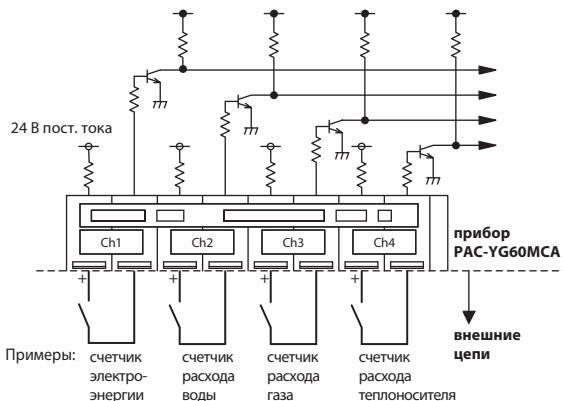 24 В пост. тока
Ch1 Ch2 Ch3 Ch4
прибор
PAC-YG60MCA
+ + + +
внешние
цепи
Примеры:
счетчик
электро-
энергии
счетчик
расхода
воды
счетчик
расхода
газа
счетчик
расхода
теплоносителя